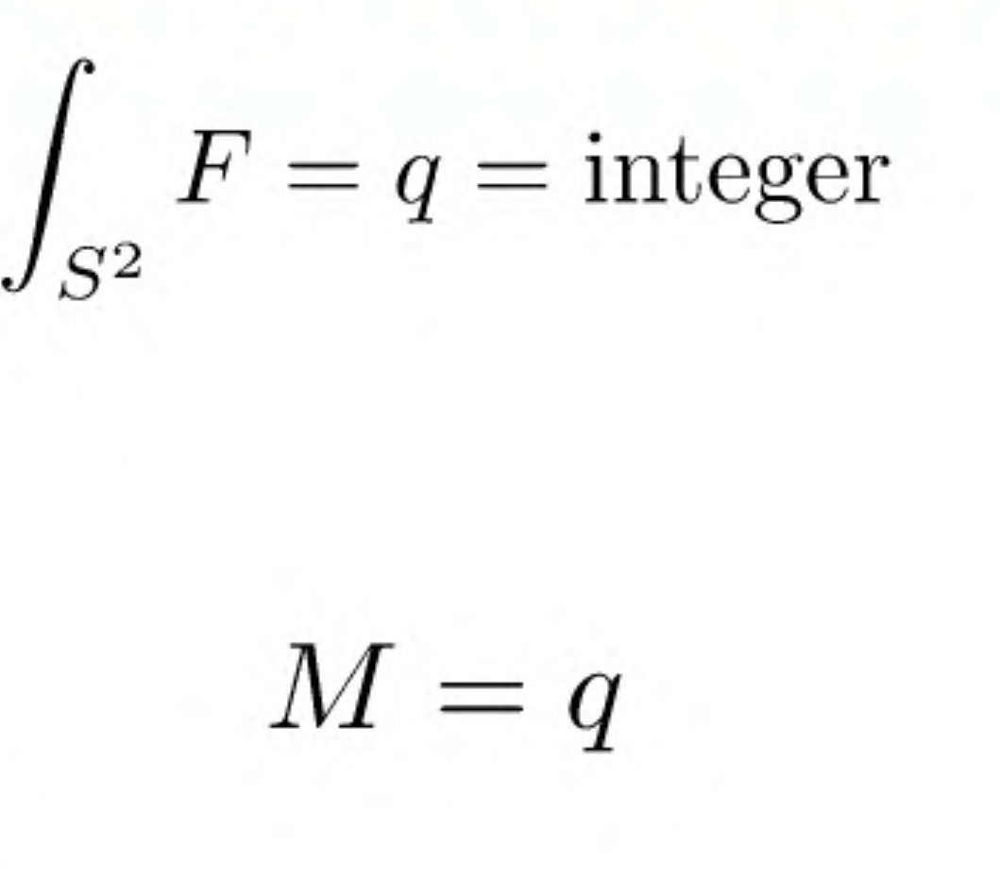 ∫_{S²} F = q = integer
M = q